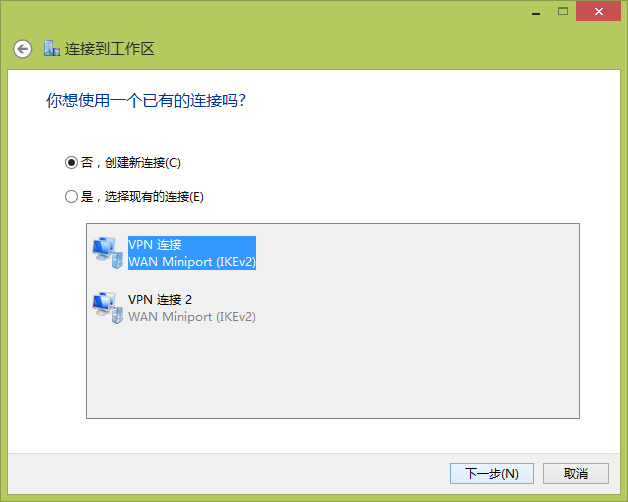 连接到工作区
你想使用一个已有的连接吗?
否，创建新连接(C)
是，选择现有的连接(E)
VPN 连接
WAN Miniport (IKEv2)
VPN 连接 2
WAN Miniport (IKEv2)
下一步(N)
取消